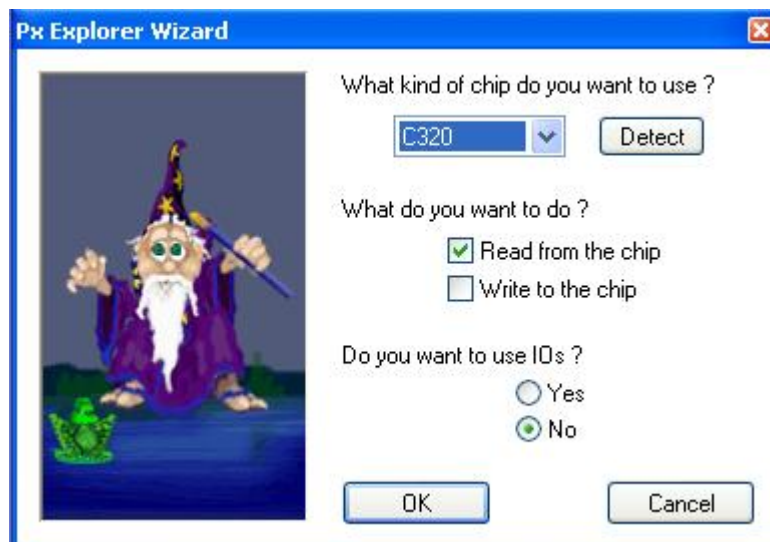 Px Explorer Wizard
What kind of chip do you want to use ?
C320
Detect
What do you want to do ?
Read from the chip
Write to the chip
Do you want to use IOs ?
Yes
No
OK
Cancel